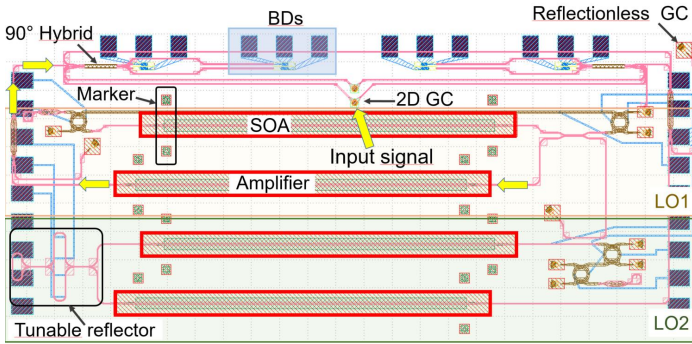 BDs
Reflectionless GC
90° Hybrid
Marker
2D GC
SOA
Input signal
Amplifier
LO1
Tunable reflector
LO2